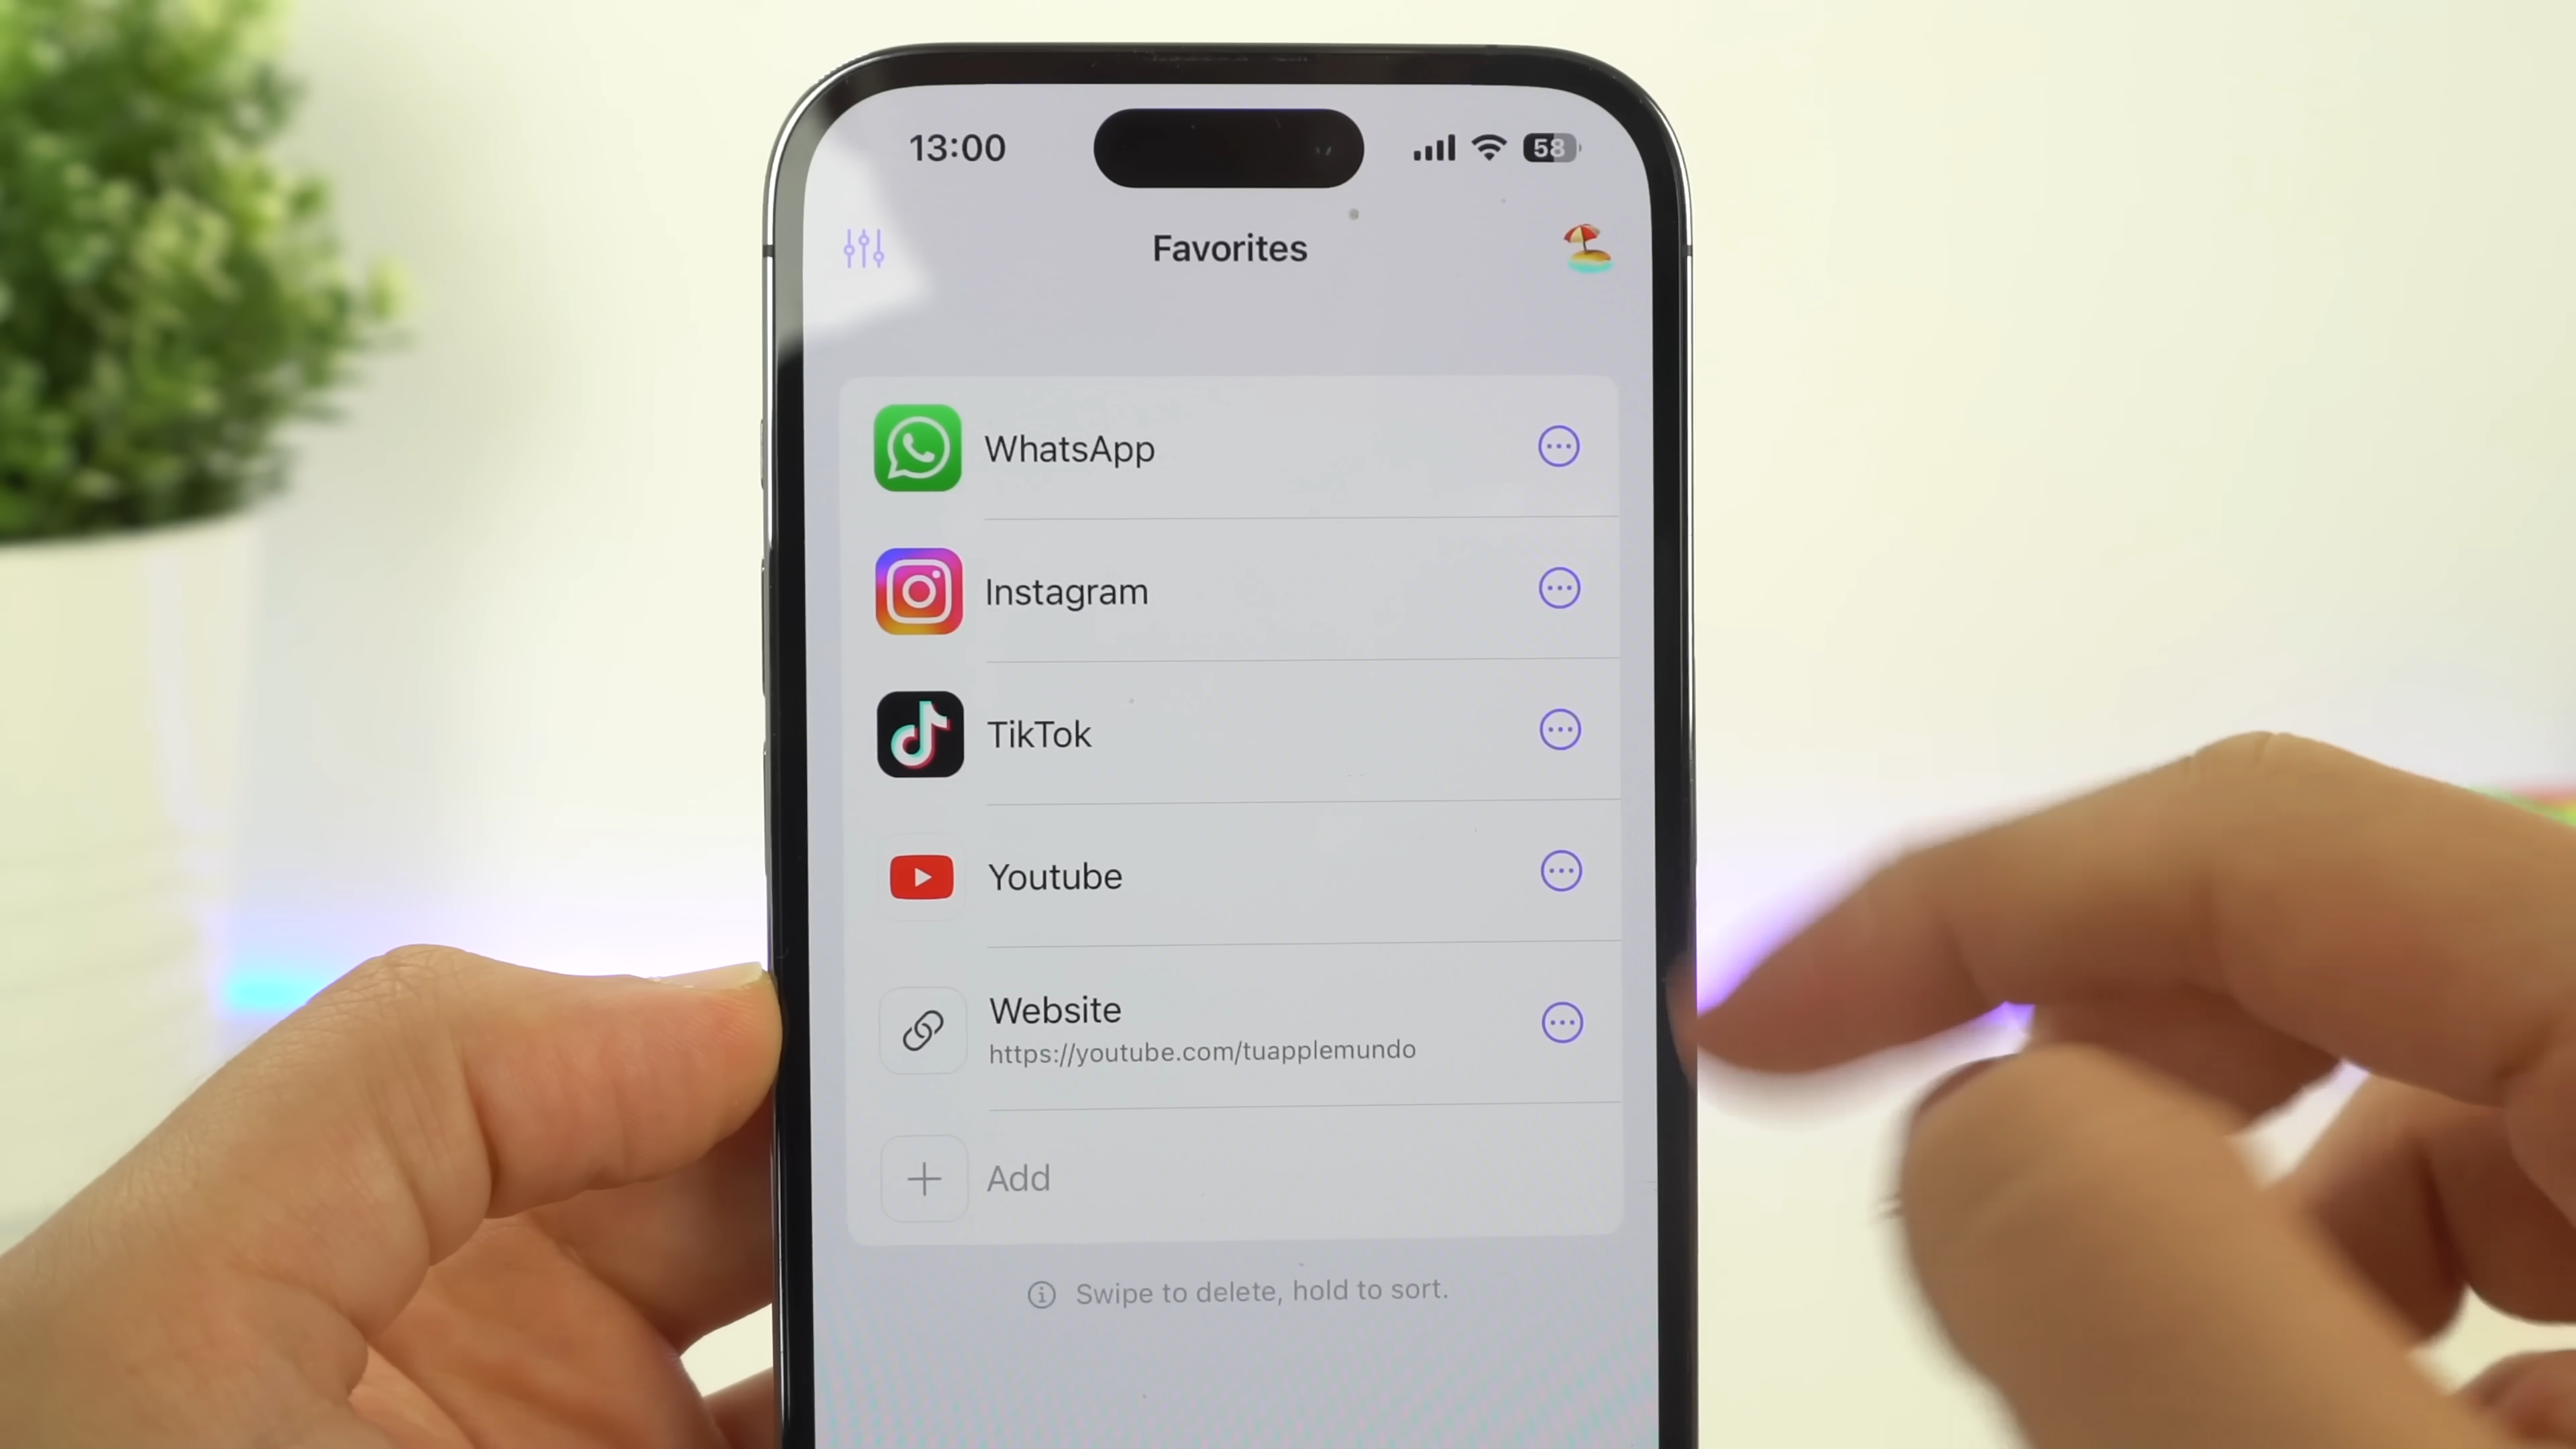 13:00
58
Favorites
WhatsApp
Instagram
TikTok
Youtube
Website
https://youtube.com/tuapplemundo
Add
Swipe to delete, hold to sort.